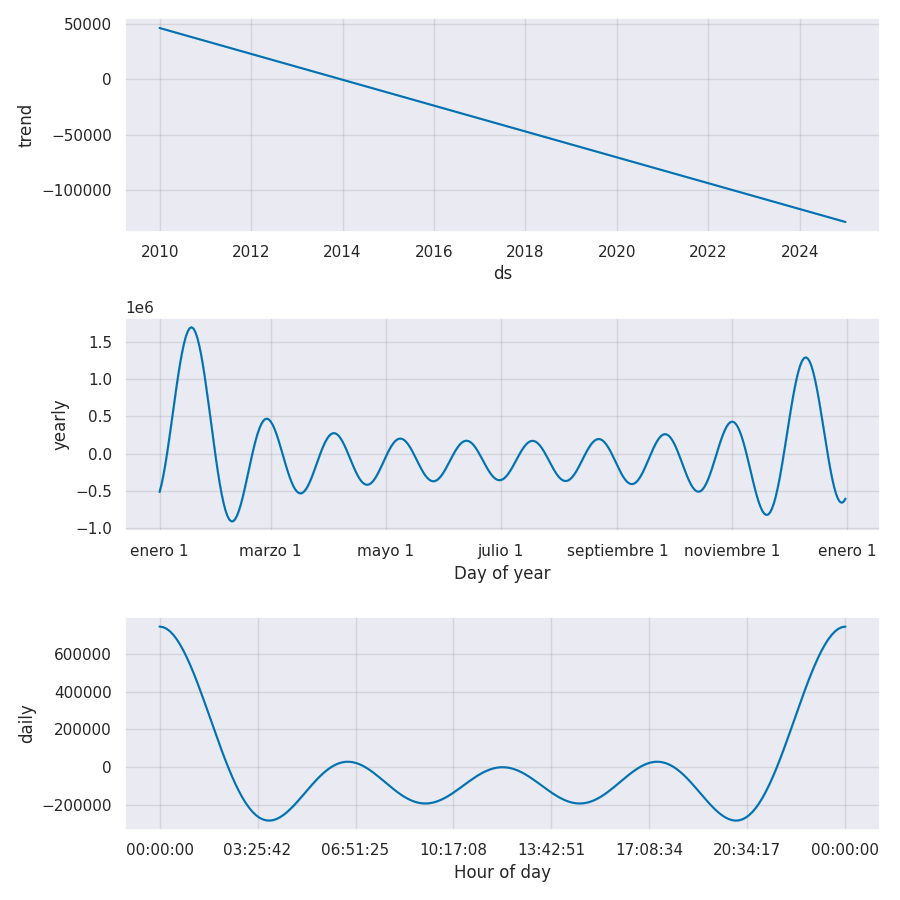 50000
0
−50000
−100000
trend
2010 2012 2014 2016 2018 2020 2022 2024
ds
1e6
1.5
1.0
0.5
0.0
−0.5
−1.0
yearly
enero 1 marzo 1 mayo 1 julio 1 septiembre 1 noviembre 1 enero 1
Day of year
600000
400000
200000
0
−200000
daily
00:00:00 03:25:42 06:51:25 10:17:08 13:42:51 17:08:34 20:34:17 00:00:00
Hour of day